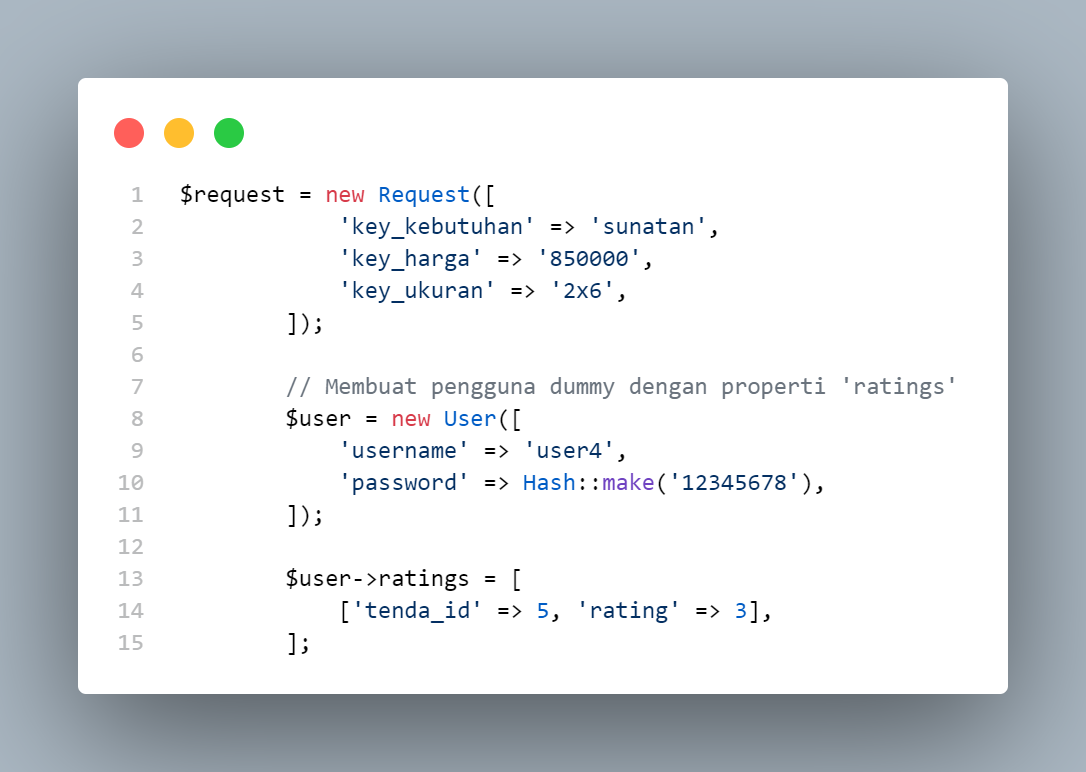 1 $request = new Request([
2 'key_kebutuhan' => 'sunatan',
3 'key_harga' => '850000',
4 'key_ukuran' => '2x6',
5 ]);
6
7 // Membuat pengguna dummy dengan properti 'ratings'
8 $user = new User([
9 'username' => 'user4',
10 'password' => Hash::make('12345678'),
11 ]);
12
13 $user->ratings = [
14 ['tenda_id' => 5, 'rating' => 3],
15 ];